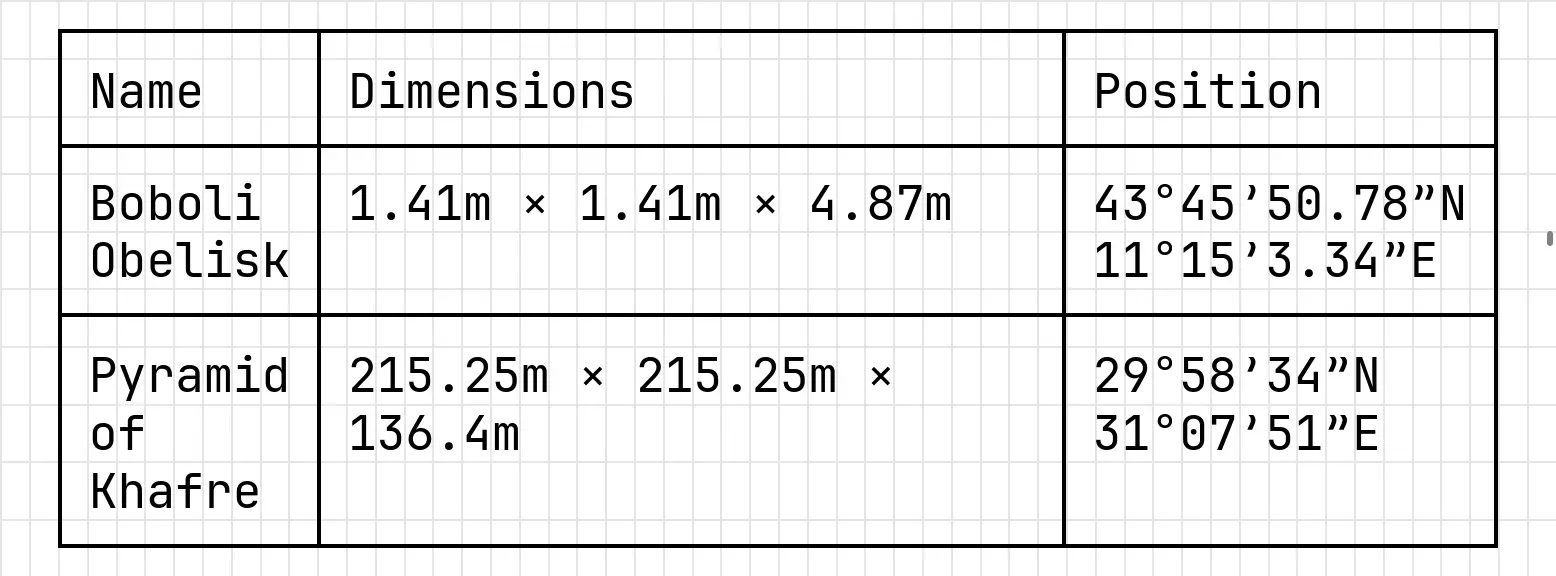 Name
Dimensions
Position
Boboli
Obelisk
1.41m × 1.41m × 4.87m
43°45’50.78”N
11°15’3.34”E
Pyramid
of
Khafre
215.25m × 215.25m ×
136.4m
29°58’34”N
31°07’51”E